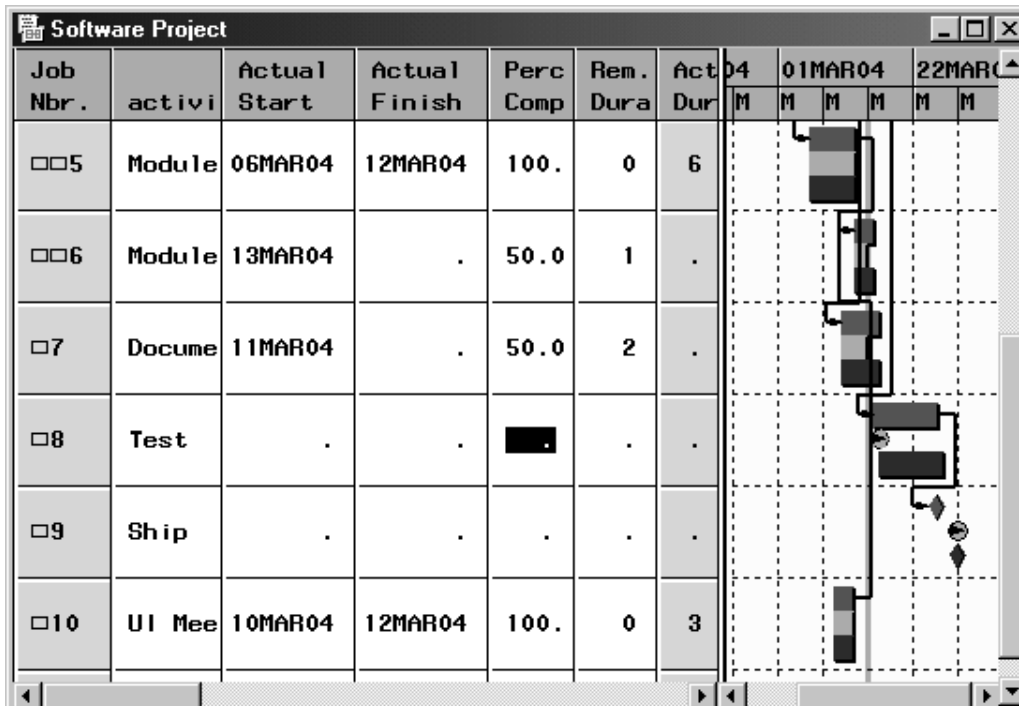 Software Project
Job Nbr. activi Actual Start Actual Finish Perc Comp Rem. Dura Act Dur 04 01MAR04 22MAR0
M M M M M M
5 Module 06MAR04 12MAR04 100. 0 6
6 Module 13MAR04 . 50.0 1 .
7 Docume 11MAR04 . 50.0 2 .
8 Test . . . . .
9 Ship . . . . .
10 UI Mee 10MAR04 12MAR04 100. 0 3